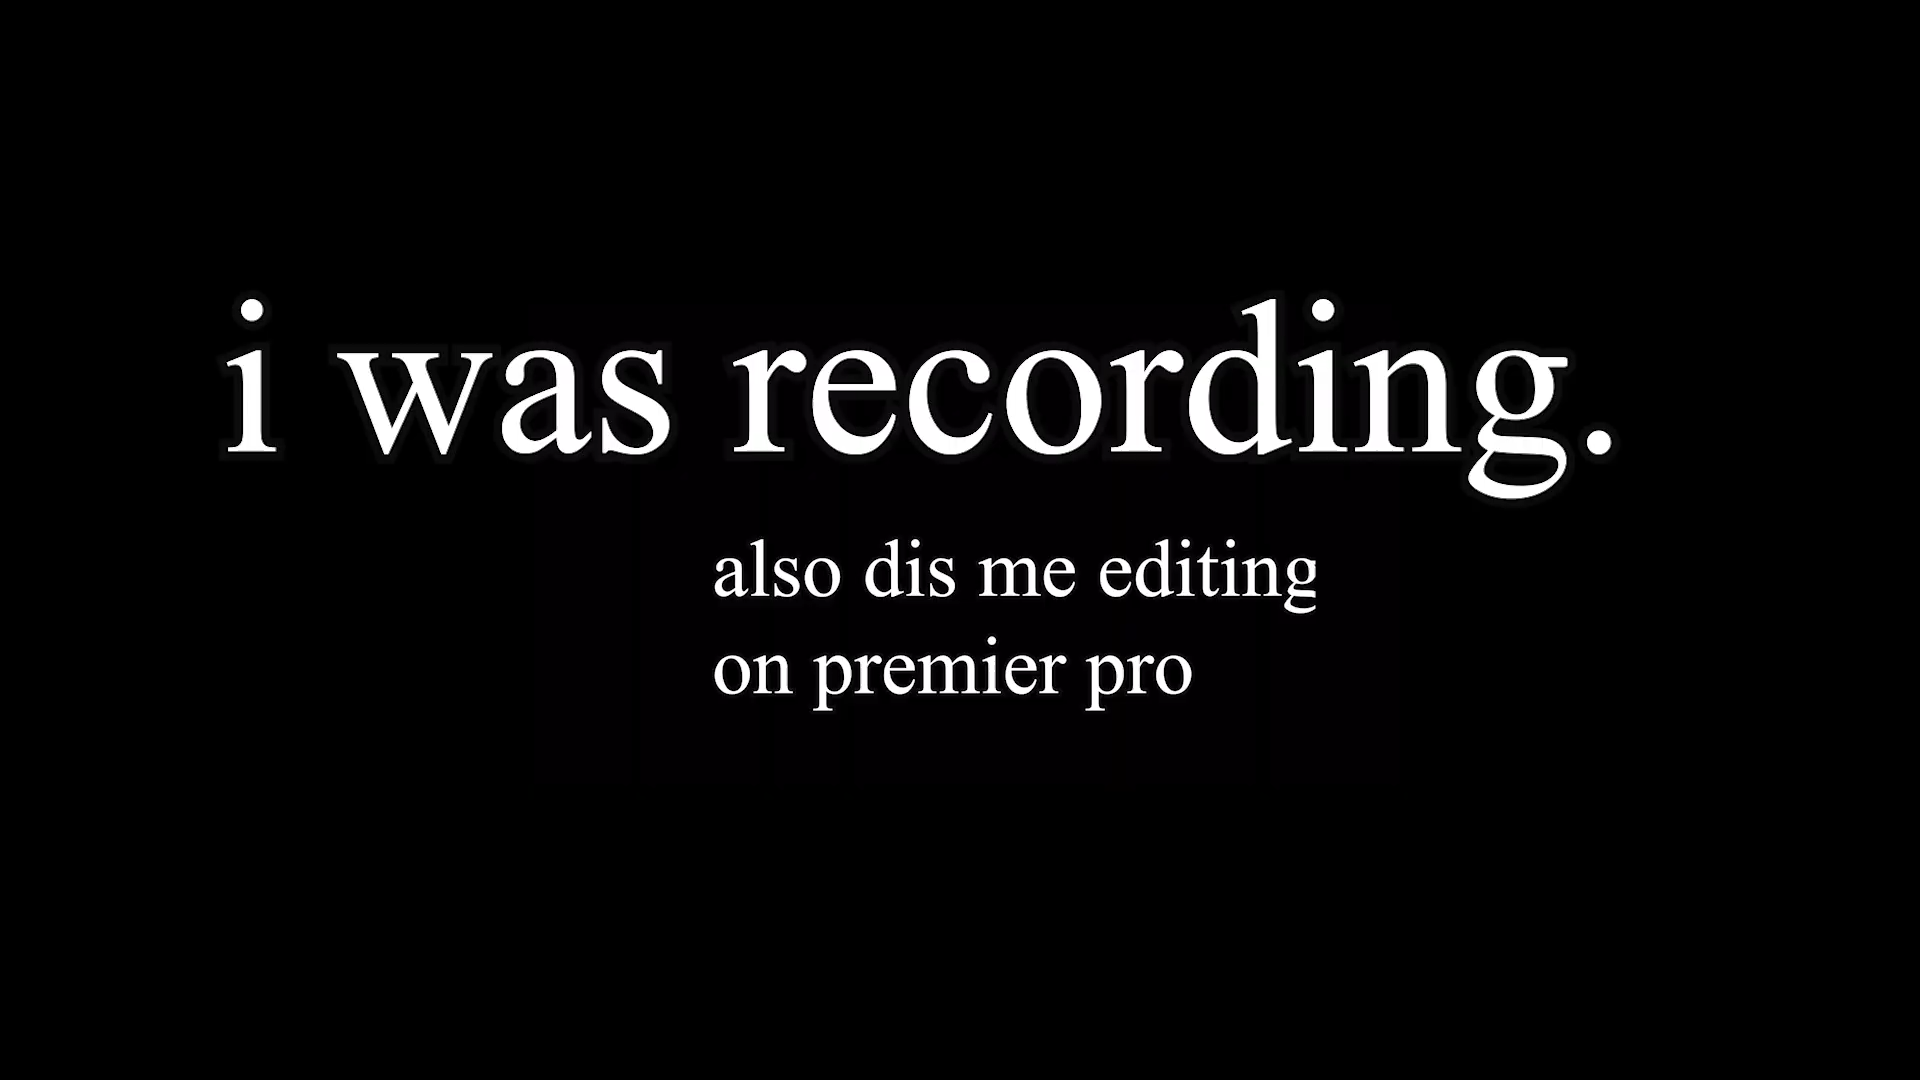 i was recording.
also dis me editing
on premier pro